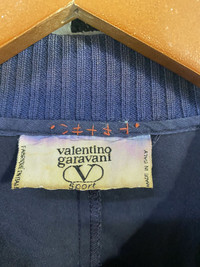 valentino
garavani
V
Sport
MADE IN ITALY